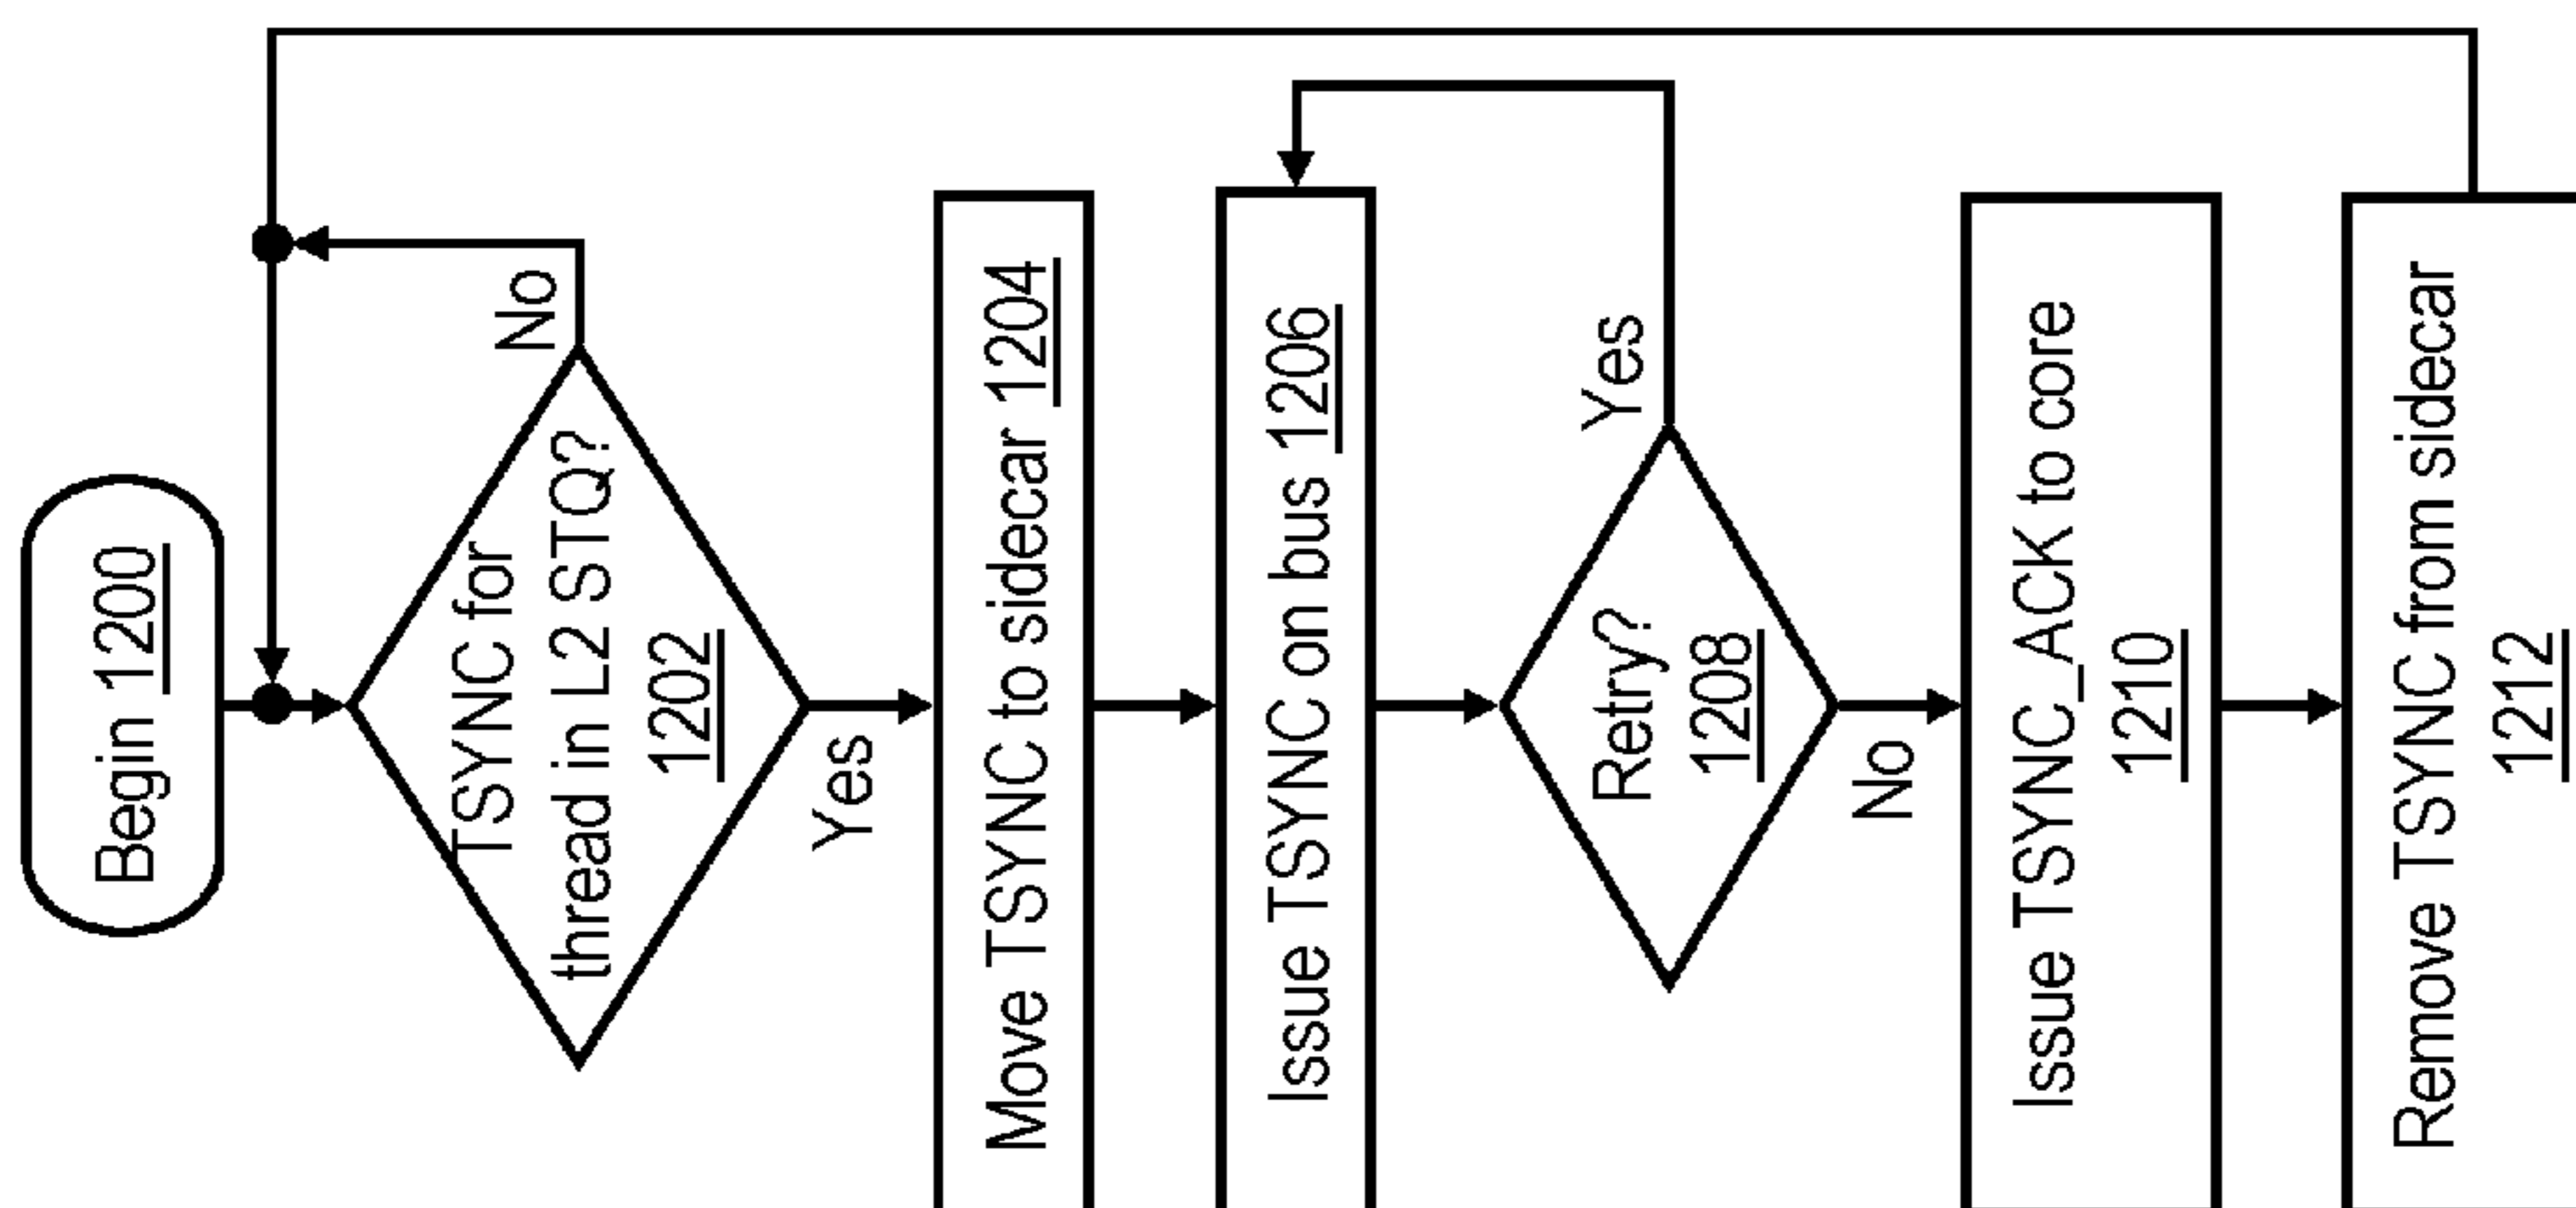 Begin 1200
TSYNC for
thread in L2 STQ?
1202
No
Yes
Move TSYNC to sidecar 1204
Issue TSYNC on bus 1206
Retry?
1208
Yes
No
Issue TSYNC_ACK to core
1210
Remove TSYNC from sidecar
1212